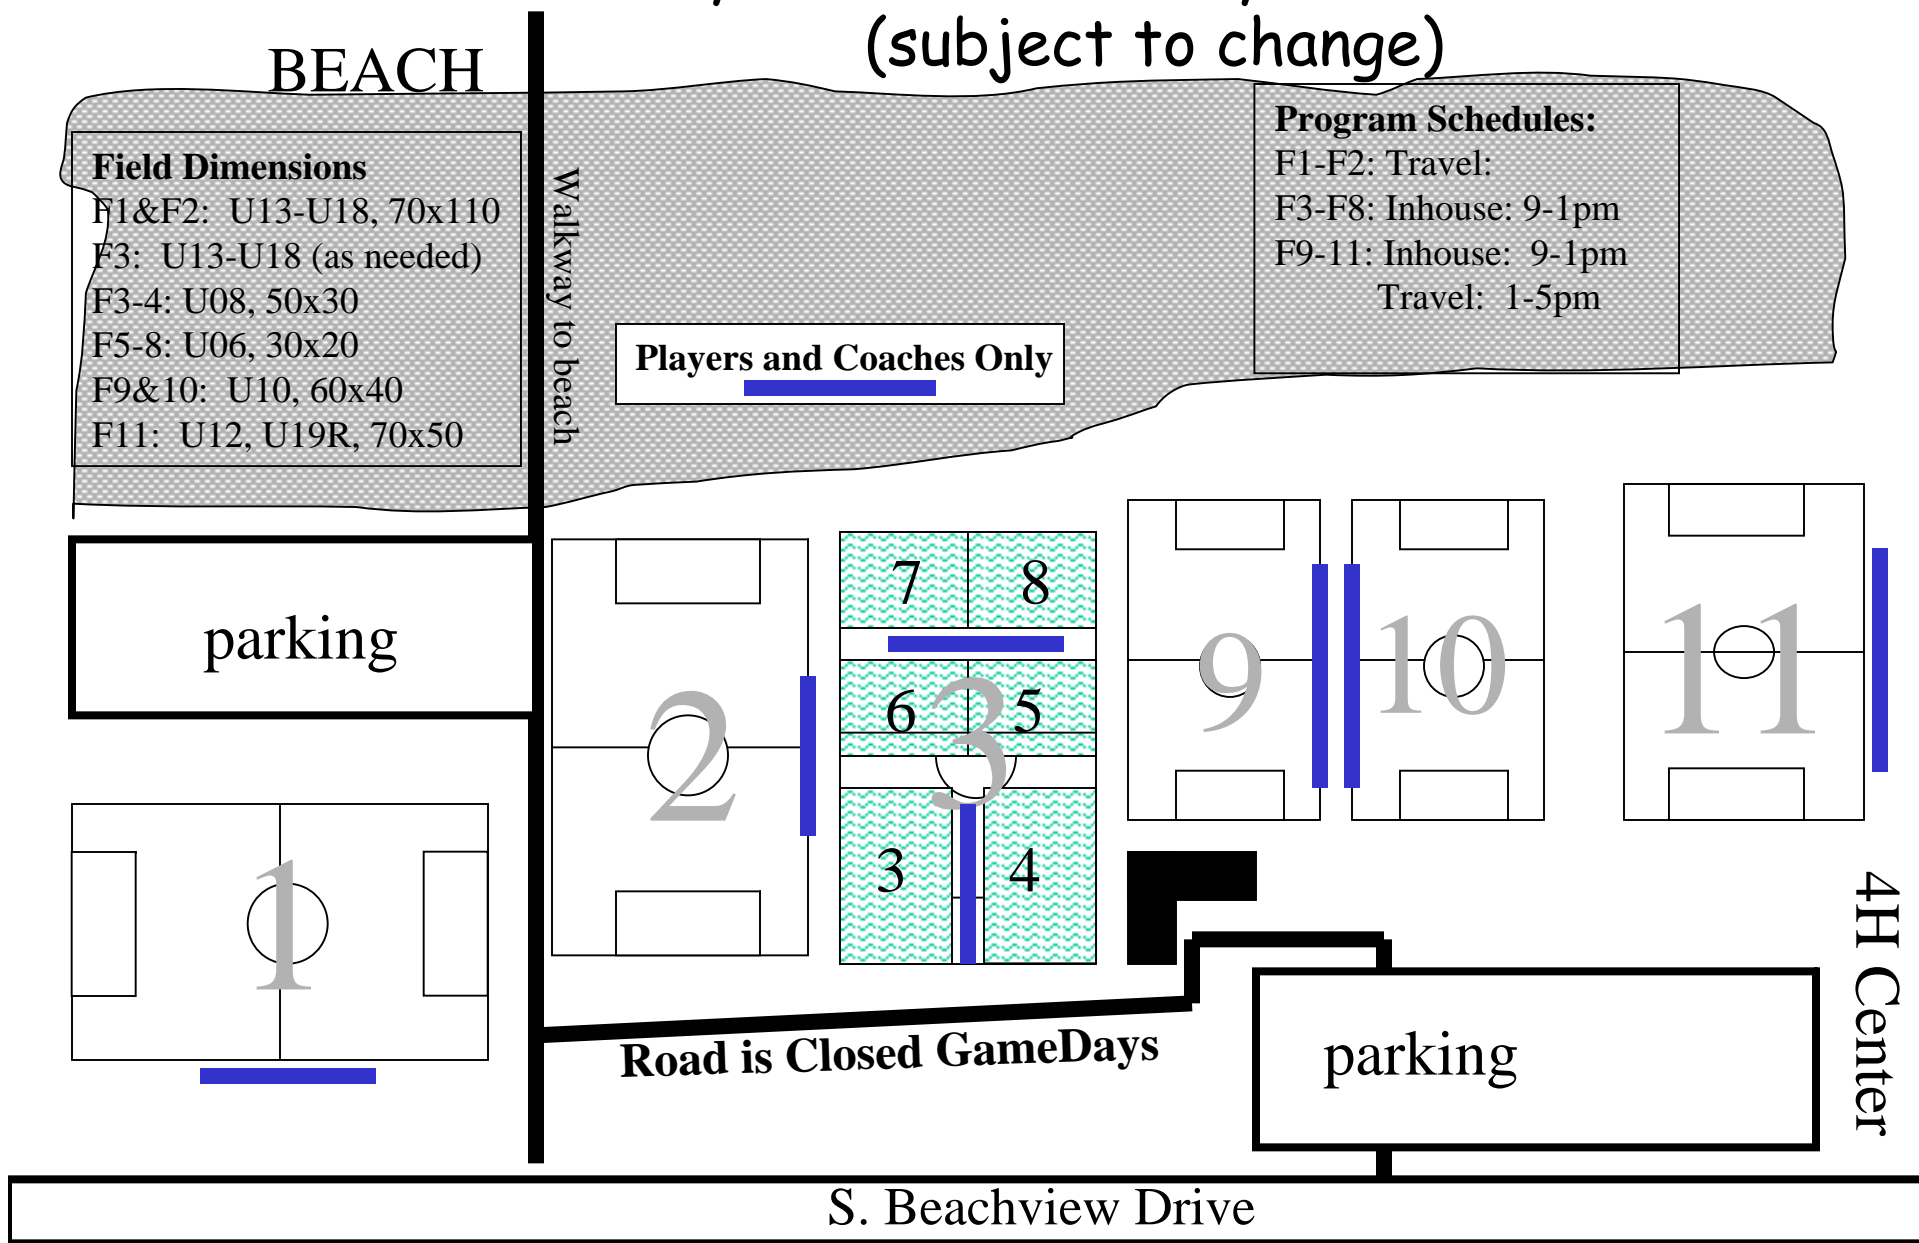 (subject to change)
BEACH
Field Dimensions
F1&F2:  U13-U18, 70x110
F3:  U13-U18 (as needed)
F3-4: U08, 50x30
F5-8: U06, 30x20
F9&10:  U10, 60x40
F11:  U12, U19R, 70x50
Walkway to beach
Players and Coaches Only
Program Schedules:
F1-F2: Travel:
F3-F8: Inhouse: 9-1pm
F9-11: Inhouse:  9-1pm
Travel:  1-5pm
parking
2
7
8
6
5
3
3
4
9
10
11
1
Road is Closed GameDays
parking
4H Center
S. Beachview Drive